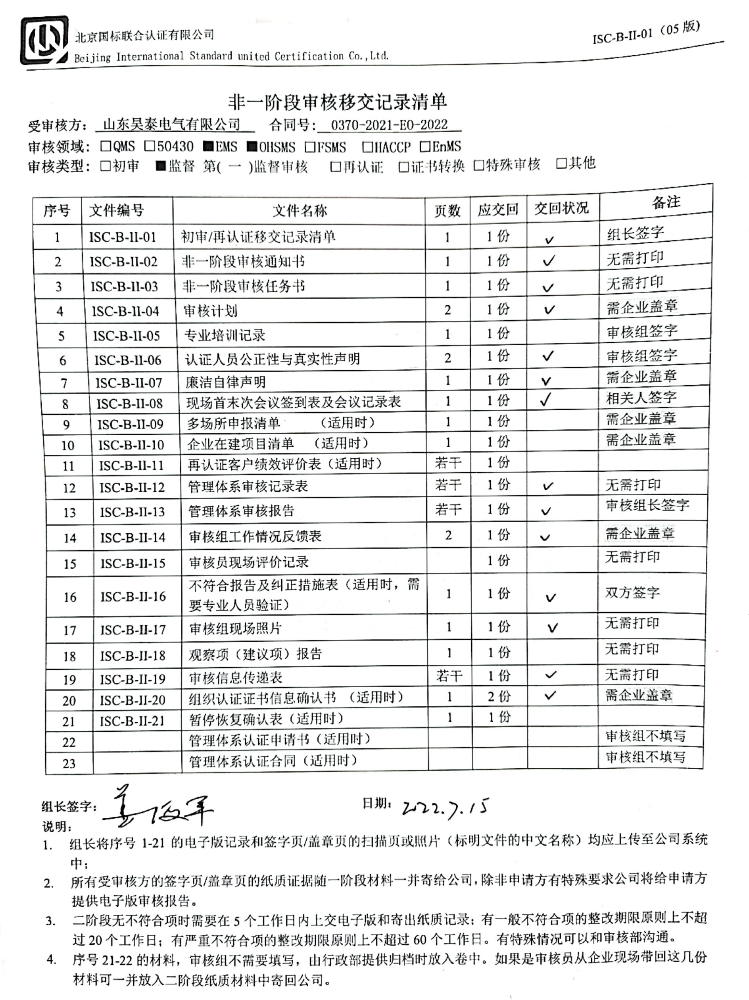 北京国标联合认证有限公司
ISC-B-II-01（05 版）
Beijing International Standard united Certification Co.,Ltd.
非一阶段审核移交记录清单
受审核方： 山东昊泰电气有限公司 合同号： 0370-2021-EO-2022
审核领域：□QMS □50430 ■EMS ■OHSMS □FSMS □HACCP □EnMS
审核类型：□初审 ■监督 第( 一 )监督审核 □再认证 □证书转换 □特殊审核 □其他
序号 文件编号 文件名称 页数 应交回 交回状况 备注
1 ISC-B-II-01 初审/再认证移交记录清单 1 1 份 ✓ 组长签字
2 ISC-B-II-02 非一阶段审核通知书 1 1 份 ✓ 无需打印
3 ISC-B-II-03 非一阶段审核任务书 1 1 份 ✓ 无需打印
4 ISC-B-II-04 审核计划 2 1 份 ✓ 需企业盖章
5 ISC-B-II-05 专业培训记录 1 1 份 审核组签字
6 ISC-B-II-06 认证人员公正性与真实性声明 2 1 份 ✓ 审核组签字
7 ISC-B-II-07 廉洁自律声明 1 1 份 ✓ 需企业盖章
8 ISC-B-II-08 现场首末次会议签到表及会议记录表 1 1 份 ✓ 相关人签字
9 ISC-B-II-09 多场所申报清单 （适用时） 1 1 份 需企业盖章
10 ISC-B-II-10 企业在建项目清单 （适用时） 1 1 份 需企业盖章
11 ISC-B-II-11 再认证客户绩效评价表（适用时） 若干 1 份
12 ISC-B-II-12 管理体系审核记录表 若干 1 份 ✓ 无需打印
13 ISC-B-II-13 管理体系审核报告 若干 1 份 ✓ 审核组长签字
14 ISC-B-II-14 审核组工作情况反馈表 2 1 份 ✓ 需企业盖章
15 ISC-B-II-15 审核员现场评价记录 1 份 无需打印
16 ISC-B-II-16 不符合报告及纠正措施表（适用时，需 1 1 份 ✓ 双方签字
要专业人员验证）
17 ISC-B-II-17 审核组现场照片 1 1 份 ✓ 无需打印
18 ISC-B-II-18 观察项（建议项）报告 1 1 份 无需打印
19 ISC-B-II-19 审核信息传递表 若干 1 份 ✓ 无需打印
20 ISC-B-II-20 组织认证证书信息确认书 （适用时） 1 2 份 ✓ 需企业盖章
21 ISC-B-II-21 暂停恢复确认表（适用时） 1 1 份
22 管理体系认证申请书（适用时） 审核组不填写
23 管理体系认证合同（适用时） 审核组不填写
组长签字： 日期：2022.7.15
说明：
1. 组长将序号 1-21 的电子版记录和签字页/盖章页的扫描页或照片（标明文件的中文名称）均应上传至公司系统
中；
2. 所有受审核方的签字页/盖章页的纸质证据随一阶段材料一并寄给公司，除非申请方有特殊要求公司将给申请方
提供电子版审核报告。
3. 二阶段无不符合项时需要在 5 个工作日内上交电子版和寄出纸质记录；有一般不符合项的整改期限原则上不超
过 20 个工作日；有严重不符合项的整改期限原则上不超过 60 个工作日。有特殊情况可以和审核部沟通。
4. 序号 21-22 的材料，审核组不需要填写，由行政部提供归档时放入卷中。如果是审核员从企业现场带回这几份
材料可一并放入二阶段纸质材料中寄回公司。